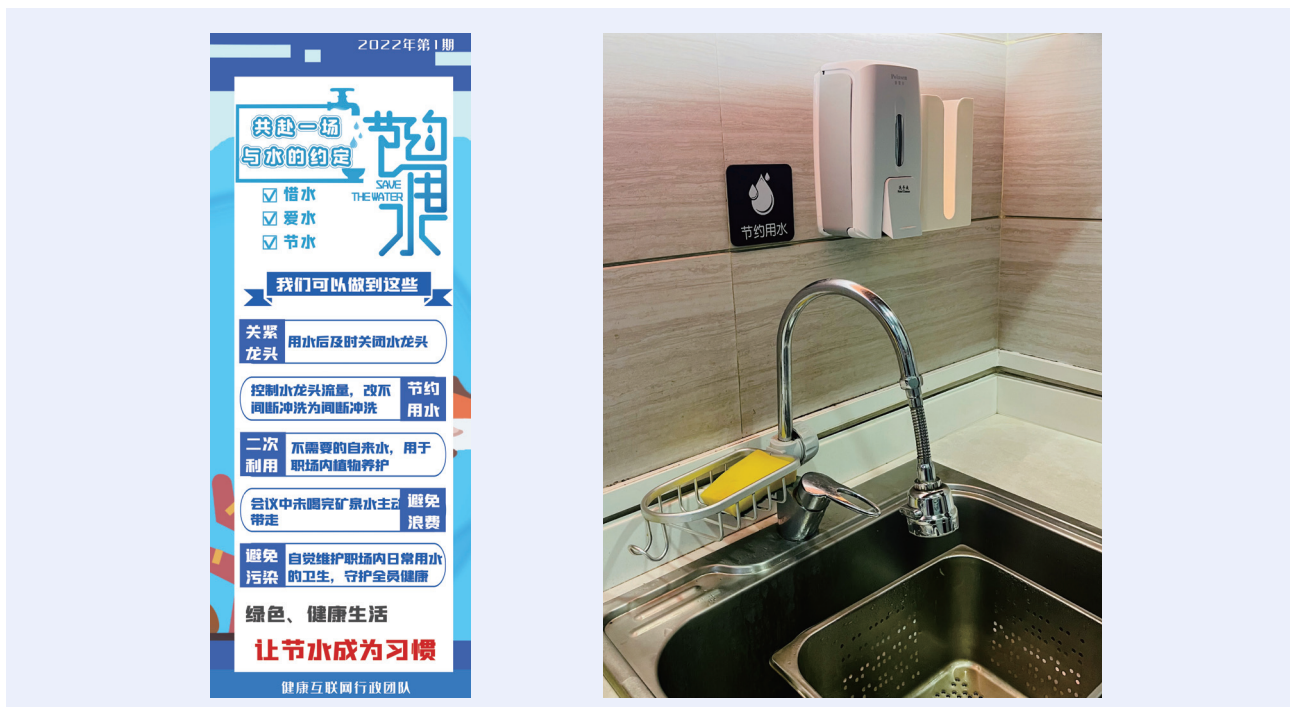 2022年第1期
共赴一场
与水的约定
节约用水
SAVE
THE WATER
惜水
爱水
节水
我们可以做到这些
关紧
龙头
用水后及时关闭水龙头
控制水龙头流量，改不
间断冲洗为间断冲洗
节约
用水
二次
利用
不需要的自来水，用于
职场内植物养护
会议中未喝完矿泉水主动
带走
避免
浪费
避免
污染
自觉维护职场内日常用水
的卫生，守护全员健康
绿色、健康生活
让节水成为习惯
健康互联网行政团队
节约用水